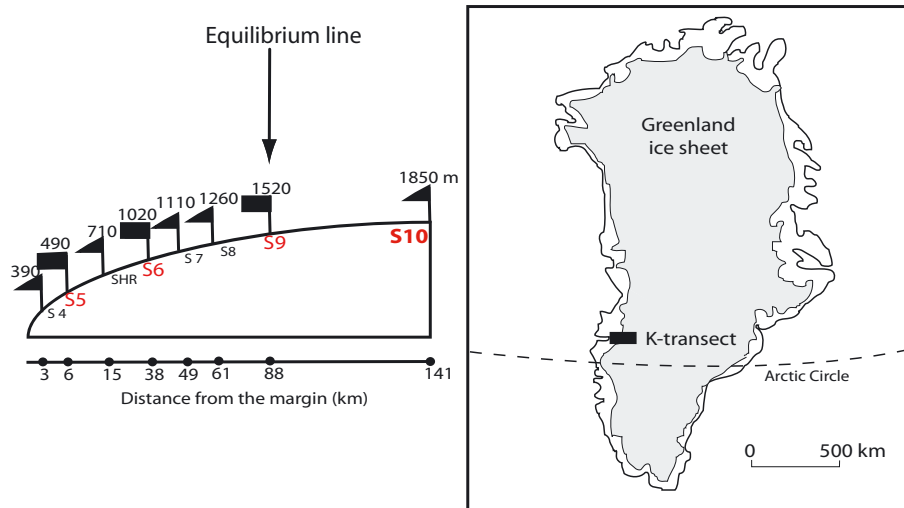 Equilibrium line
390
490
710
1020
1110
1260
1520
1850 m
S 4
S5
SHR
S6
S 7
S8
S9
S10
3 6 15 38 49 61 88 141
Distance from the margin (km)
Greenland
ice sheet
K-transect
Arctic Circle
0 500 km